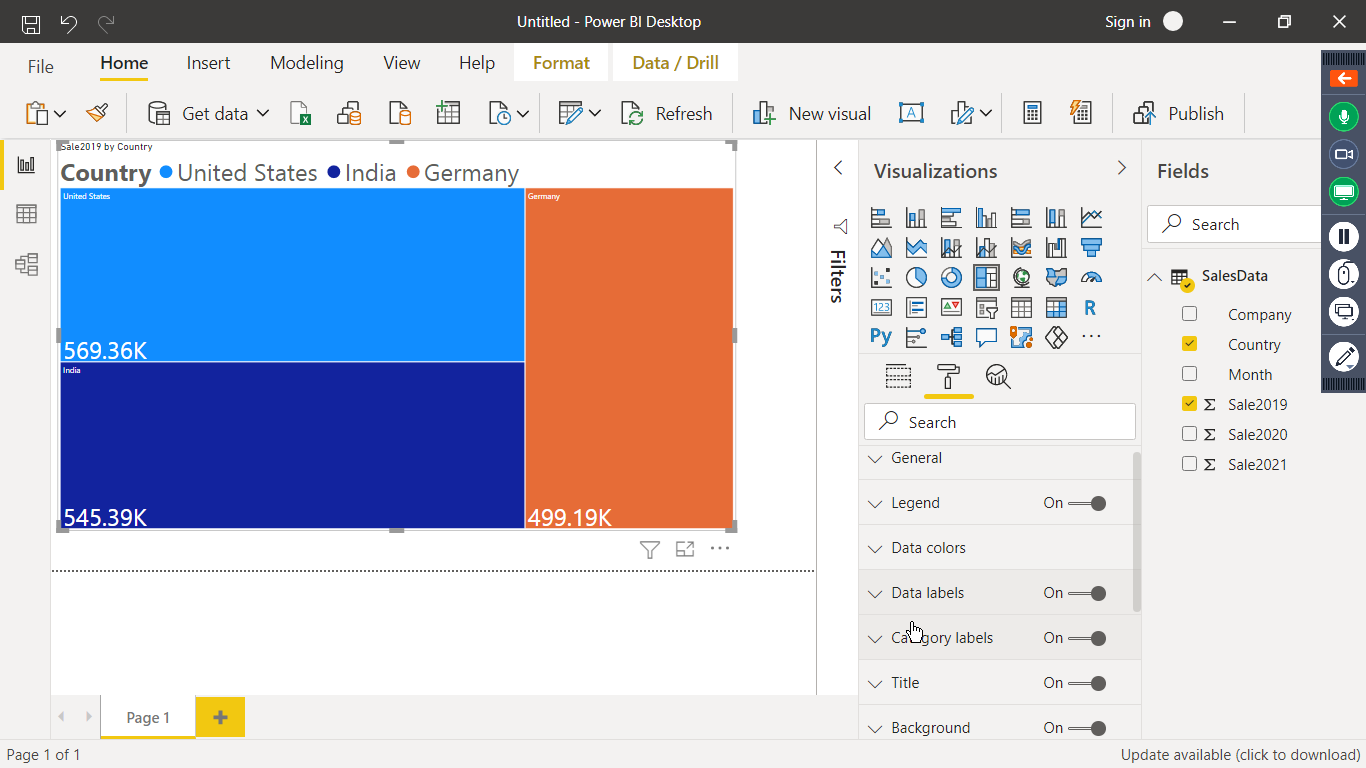 Untitled - Power BI Desktop
Sign in
File Home Insert Modeling View Help Format Data / Drill
Get data Refresh New visual Publish
Sale2019 by Country
Country United States India Germany
United States
569.36K
India
545.39K
Germany
499.19K
Filters
Visualizations
123
R
Py
Search
General
Legend On
Data colors
Data labels On
Category labels On
Title On
Background On
Fields
Search
SalesData
Company
Country
Month
Σ Sale2019
Σ Sale2020
Σ Sale2021
Page 1
Page 1 of 1
Update available (click to download)